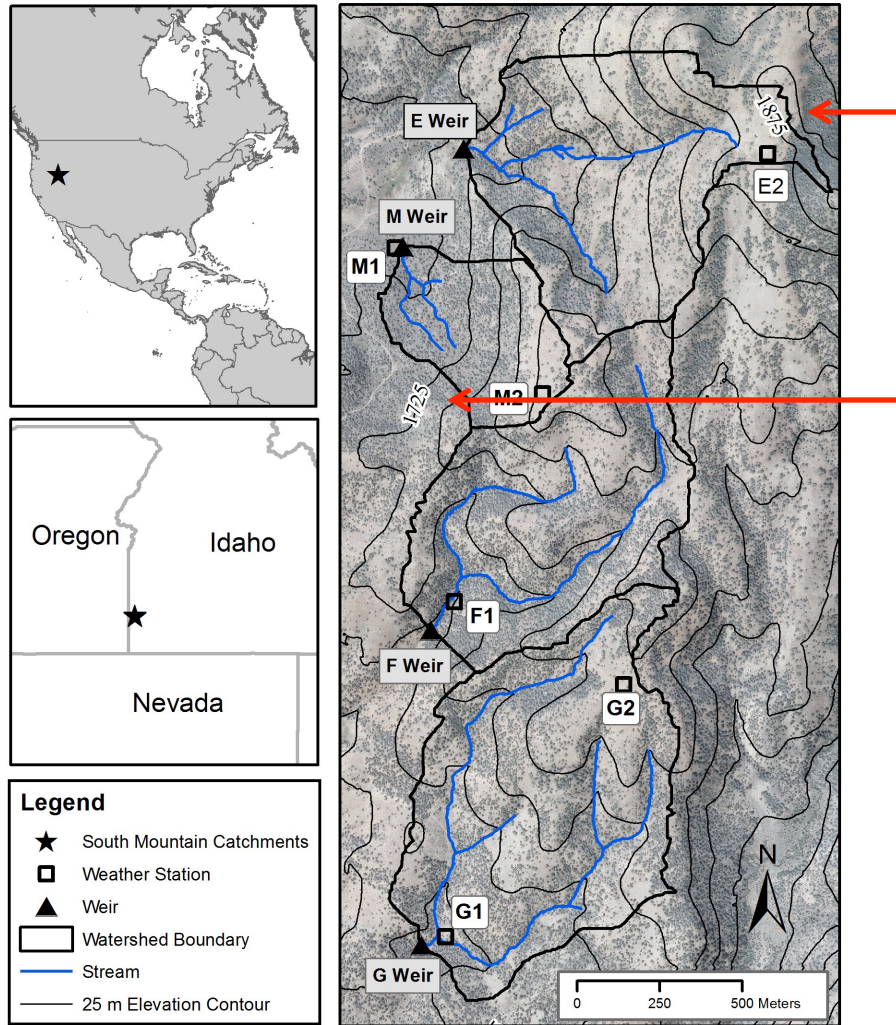 Oregon
Idaho
Nevada
Legend
South Mountain Catchments
Weather Station
Weir
Watershed Boundary
Stream
25 m Elevation Contour
E Weir
1875
E2
M Weir
M1
1725
M2
F1
F Weir
G2
G1
G Weir
N
0 250 500 Meters